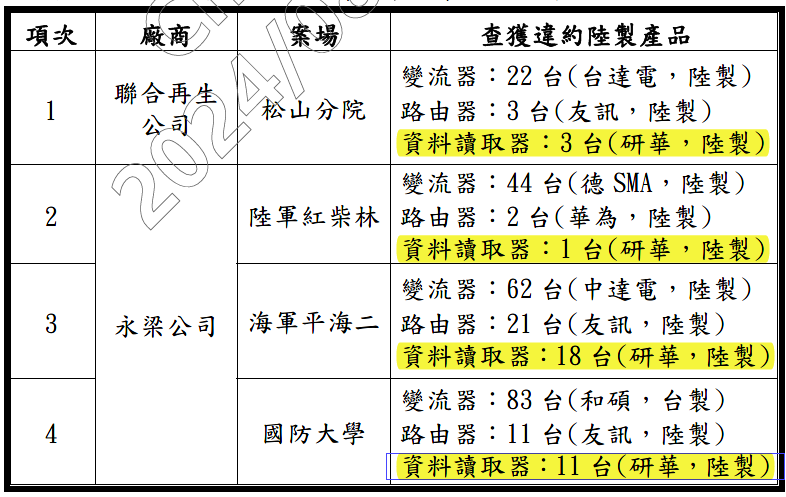 2024/08
項次 廠商 案場 查獲違約陸製產品
1 聯合再生公司 松山分院 變流器：22 台(台達電，陸製)
路由器：3 台(友訊，陸製)
資料讀取器：3 台(研華，陸製)
2 永梁公司 陸軍紅柴林 變流器：44 台(德 SMA，陸製)
路由器：2 台(華為，陸製)
資料讀取器：1 台(研華，陸製)
3 海軍平海二 變流器：62 台(中達電，陸製)
路由器：21 台(友訊，陸製)
資料讀取器：18 台(研華，陸製)
4 國防大學 變流器：83 台(和碩，台製)
路由器：11 台(友訊，陸製)
資料讀取器：11 台(研華，陸製)